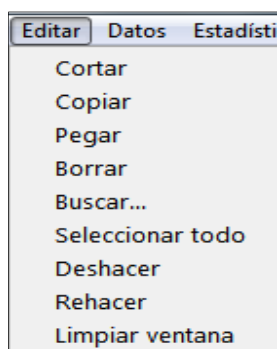 Editar Datos Estadísti
Cortar
Copiar
Pegar
Borrar
Buscar...
Seleccionar todo
Deshacer
Rehacer
Limpiar ventana